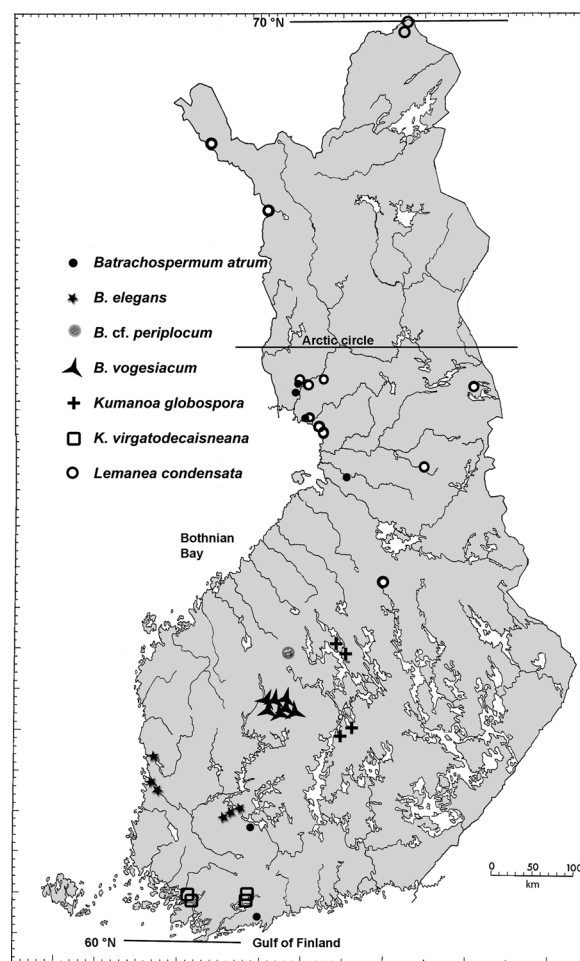 70 °N
Batrachospermum atrum
B. elegans
B. cf. periplocum
Arctic circle
B. vogesiacum
Kumanoa globospora
K. virgatodecaisneana
Lemanea condensata
Bothnian
Bay
0 50 100
km
60 °N
Gulf of Finland